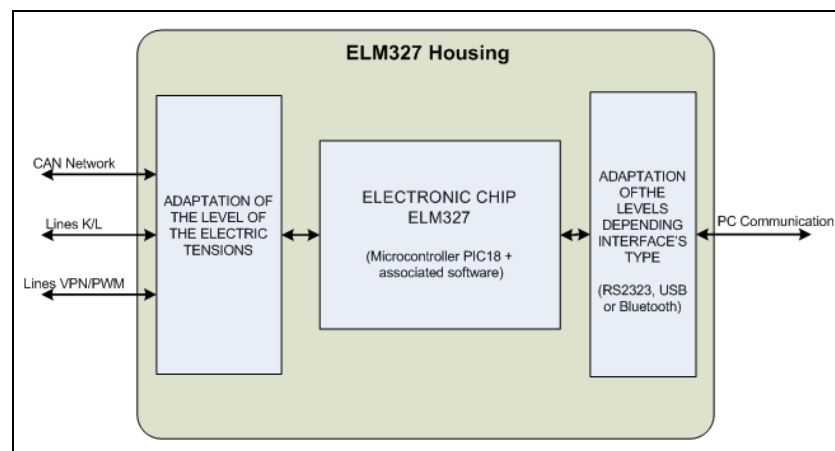 ELM327 Housing
CAN Network
Lines K/L
Lines VPN/PWM
ADAPTATION OF
THE LEVEL OF
THE ELECTRIC
TENSIONS
ELECTRONIC CHIP
ELM327
(Microcontroller PIC18 +
associated software)
ADAPTATION
OFTHE
LEVELS
DEPENDING
INTERFACE'S
TYPE
(RS2323, USB
or Bluetooth)
PC Communication